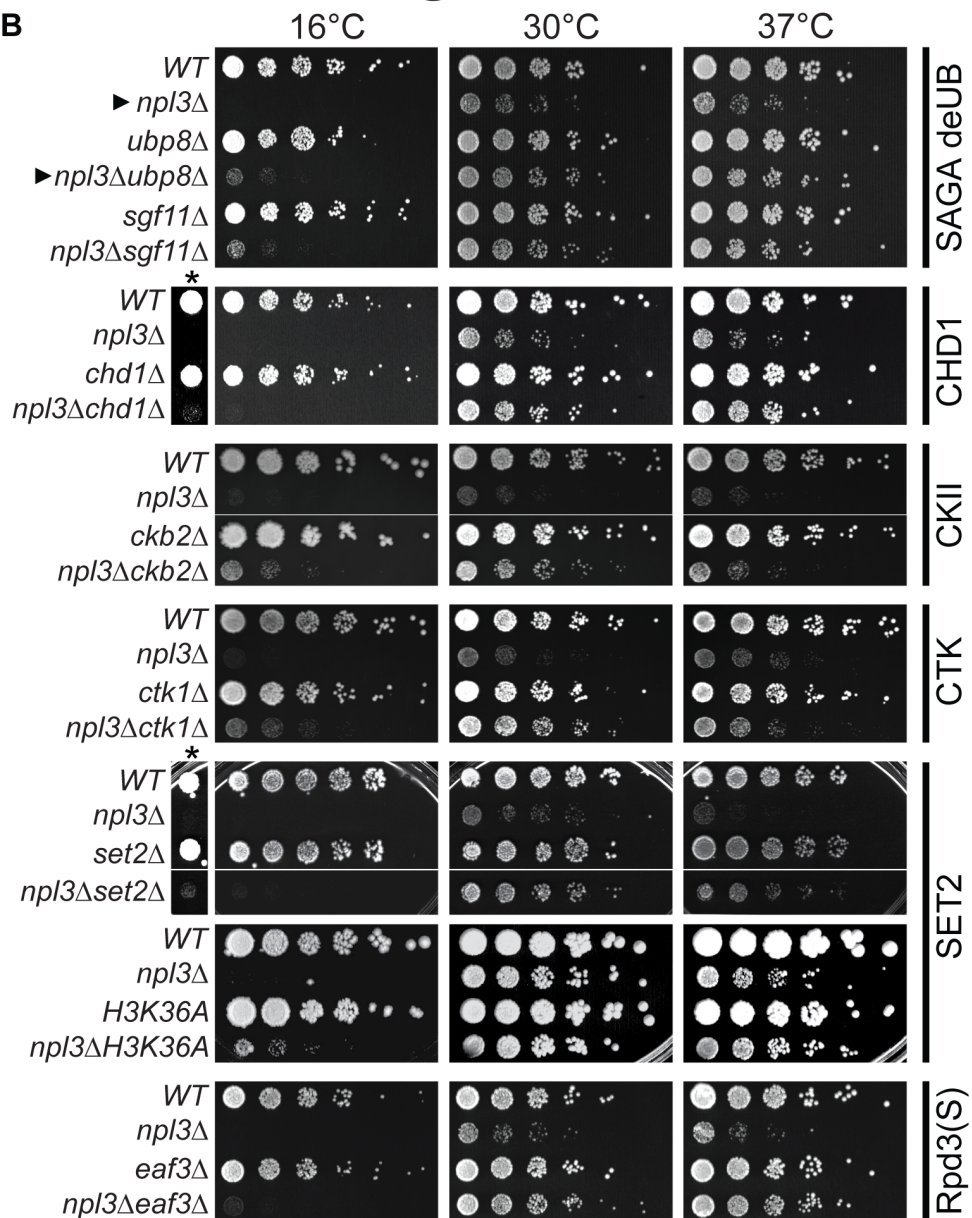 B
16°C 30°C 37°C
WT
►npl3Δ
ubp8Δ
►npl3Δubp8Δ
sgf11Δ
npl3Δsgf11Δ
SAGA deUB
*
WT
npl3Δ
chd1Δ
npl3Δchd1Δ
CHD1
WT
npl3Δ
ckb2Δ
npl3Δckb2Δ
CKII
WT
npl3Δ
ctk1Δ
npl3Δctk1Δ
CTK
*
WT
npl3Δ
set2Δ
npl3Δset2Δ
WT
npl3Δ
H3K36A
npl3ΔH3K36A
SET2
WT
npl3Δ
eaf3Δ
npl3Δeaf3Δ
Rpd3(S)